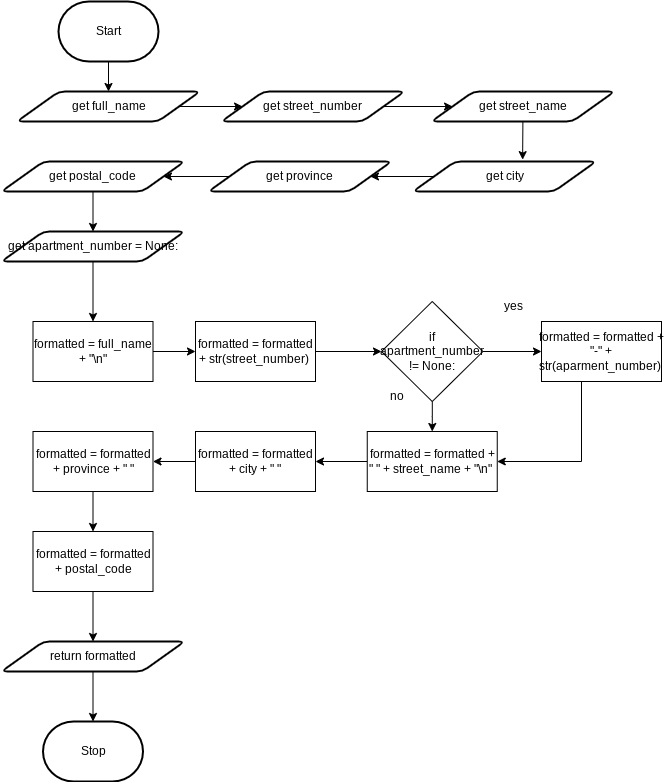 Start
get full_name
get street_number
get street_name
get postal_code
get province
get city
get apartment_number = None:
formatted = full_name
+ "\n"
formatted = formatted
+ str(street_number)
if
apartment_number
!= None:
yes
no
formatted = formatted +
"-" +
str(aparment_number)
formatted = formatted
+ province + " "
formatted = formatted
+ city + " "
formatted = formatted +
" " + street_name + "\n"
formatted = formatted
+ postal_code
return formatted
Stop